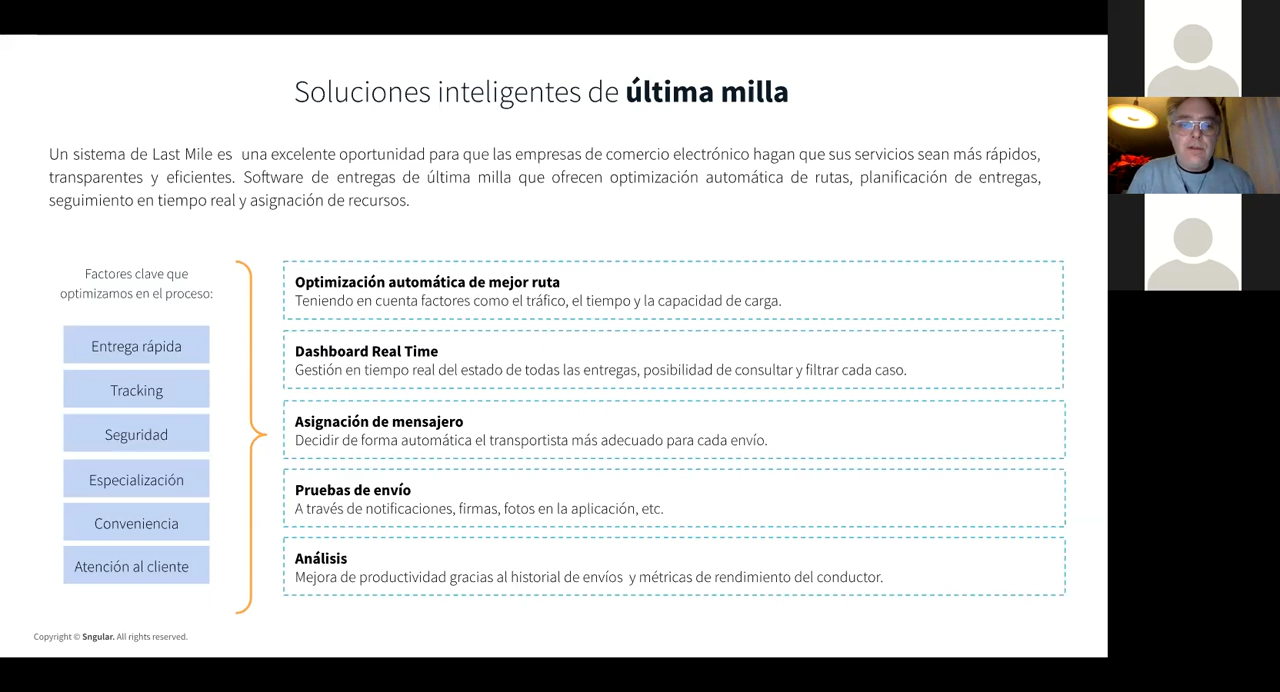 Soluciones inteligentes de última milla
Un sistema de Last Mile es una excelente oportunidad para que las empresas de comercio electrónico hagan que sus servicios sean más rápidos,
transparentes y eficientes. Software de entregas de última milla que ofrecen optimización automática de rutas, planificación de entregas,
seguimiento en tiempo real y asignación de recursos.
Factores clave que
optimizamos en el proceso:
Entrega rápida
Tracking
Seguridad
Especialización
Conveniencia
Atención al cliente
Optimización automática de mejor ruta
Teniendo en cuenta factores como el tráfico, el tiempo y la capacidad de carga.
Dashboard Real Time
Gestión en tiempo real del estado de todas las entregas, posibilidad de consultar y filtrar cada caso.
Asignación de mensajero
Decidir de forma automática el transportista más adecuado para cada envío.
Pruebas de envío
A través de notificaciones, firmas, fotos en la aplicación, etc.
Análisis
Mejora de productividad gracias al historial de envíos y métricas de rendimiento del conductor.
Copyright © Sngular. All rights reserved.